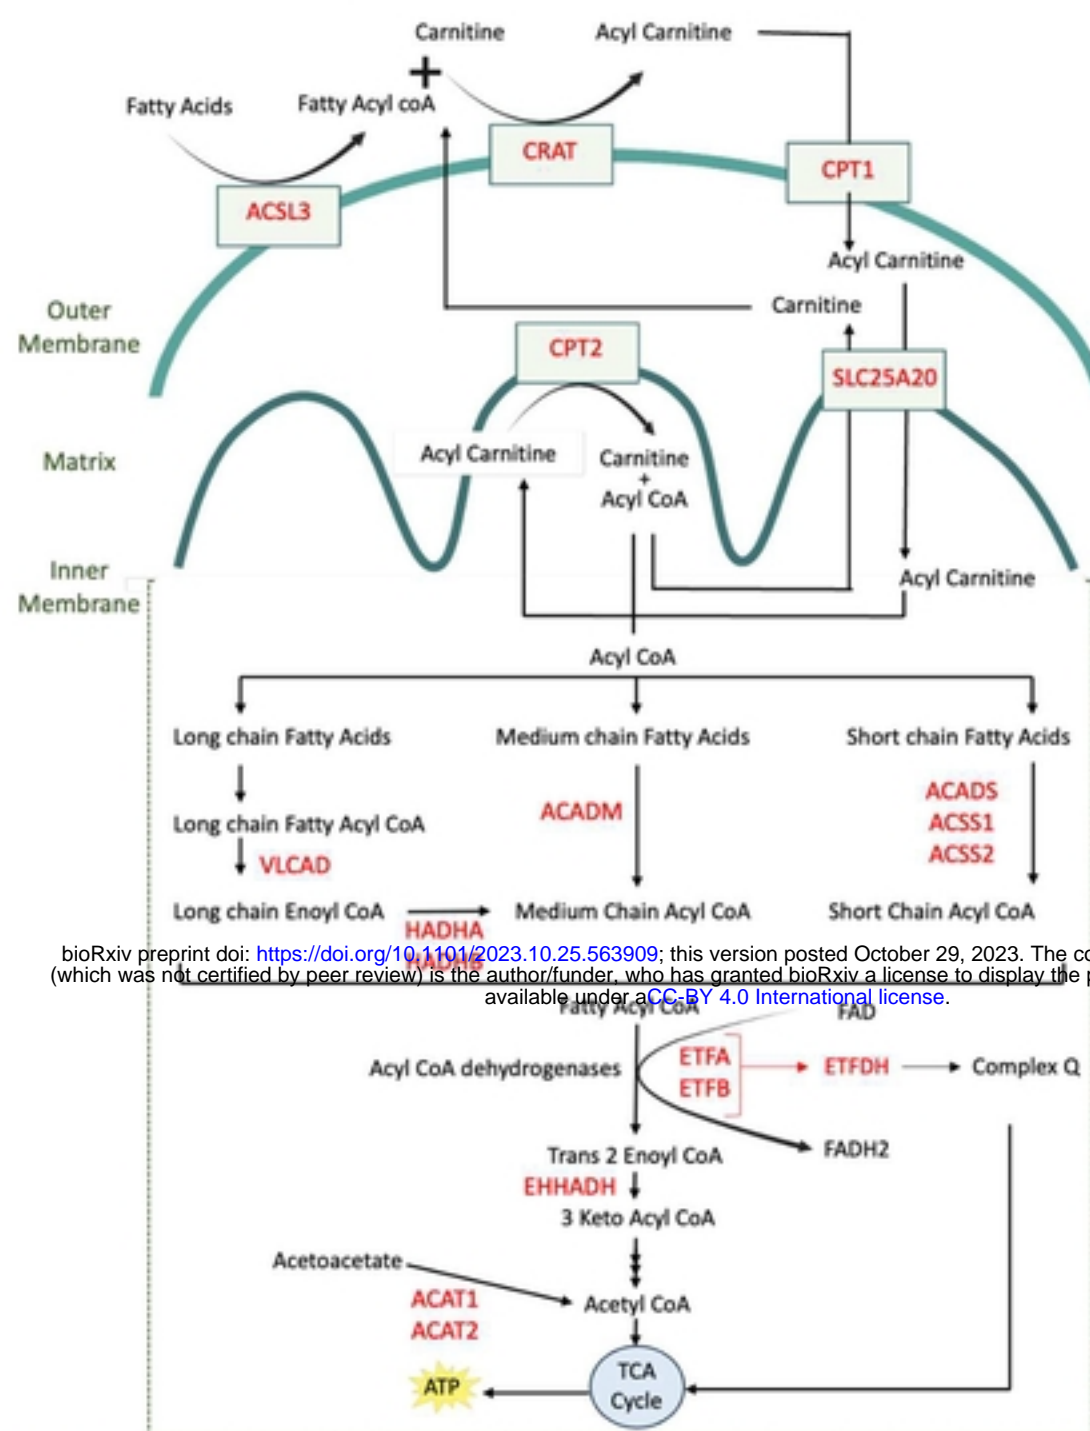 Carnitine
Acyl Carnitine
+
Fatty Acids
Fatty Acyl coA
CRAT
CPT1
ACSL3
Acyl Carnitine
Carnitine
Outer
Membrane
CPT2
SLC25A20
Matrix
Acyl Carnitine
Carnitine
+
Acyl CoA
Inner
Membrane
Acyl Carnitine
Acyl CoA
Long chain Fatty Acids
Medium chain Fatty Acids
Short chain Fatty Acids
ACADM
ACADS
ACSS1
ACSS2
Long chain Fatty Acyl CoA
VLCAD
Long chain Enoyl CoA
Medium Chain Acyl CoA
Short Chain Acyl CoA
HADHA
HADHB
bioRxiv preprint doi: https://doi.org/10.1101/2023.10.25.563909; this version posted October 29, 2023. The
(which was not certified by peer review) is the author/funder, who has granted bioRxiv a license to display the
available under aCC-BY 4.0 International license.
Fatty Acyl CoA
FAD
Acyl CoA dehydrogenases
ETFA
ETFB
ETFDH
Complex Q
FADH2
Trans 2 Enoyl CoA
EHHADH
3 Keto Acyl CoA
Acetoacetate
ACAT1
ACAT2
Acetyl CoA
TCA
Cycle
ATP